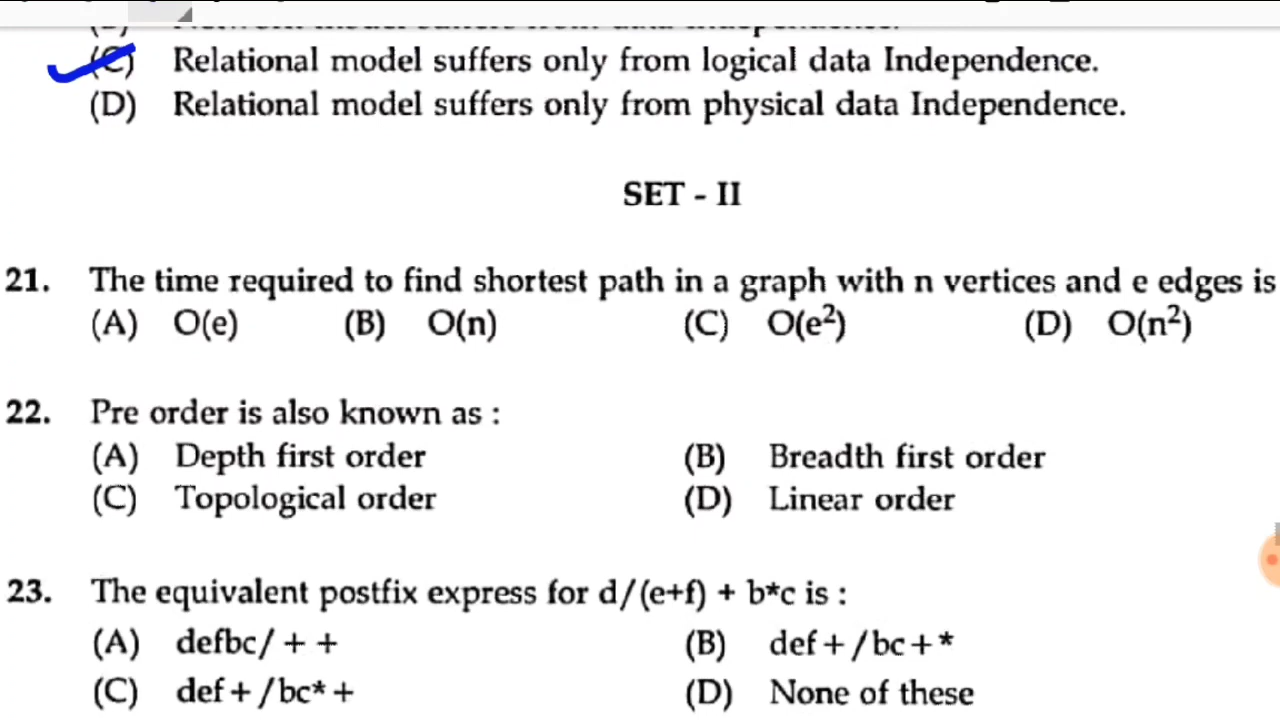 (C) Relational model suffers only from logical data Independence.
(D) Relational model suffers only from physical data Independence.
SET - II
21. The time required to find shortest path in a graph with n vertices and e edges is
(A) O(e) (B) O(n) (C) O(e²) (D) O(n²)
22. Pre order is also known as :
(A) Depth first order (B) Breadth first order
(C) Topological order (D) Linear order
23. The equivalent postfix express for d/(e+f) + b*c is :
(A) defbc/ + + (B) def + /bc + *
(C) def + /bc* + (D) None of these